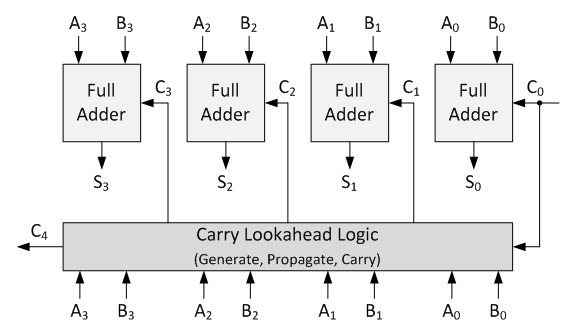 A3 B3 A2 B2 A1 B1 A0 B0
Full Adder C3 Full Adder C2 Full Adder C1 Full Adder C0
S3 S2 S1 S0
C4
Carry Lookahead Logic
(Generate, Propagate, Carry)
A3 B3 A2 B2 A1 B1 A0 B0